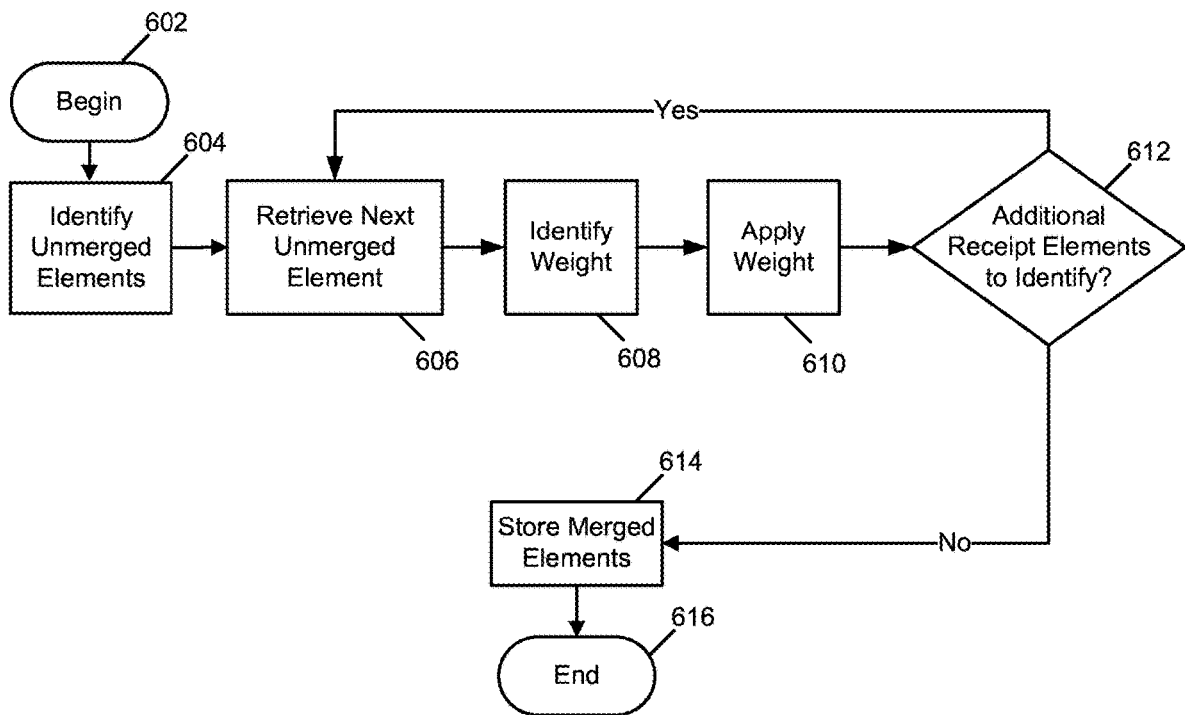 602
Begin
604
Identify
Unmerged
Elements
Retrieve Next
Unmerged
Element
606
Identify
Weight
608
Apply
Weight
610
Yes
612
Additional
Receipt Elements
to Identify?
No
614
Store Merged
Elements
616
End